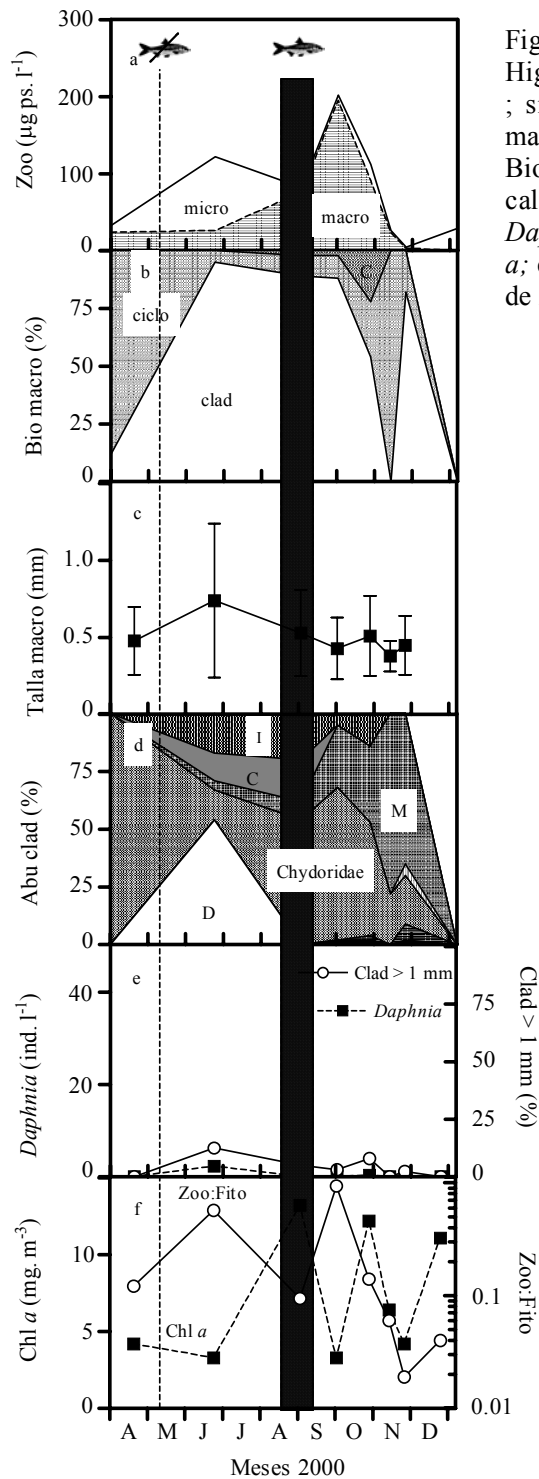 300
200
100
0
Zoo (µg ps. l⁻¹)
a
micro
macro
75
50
25
0
Bio macro (%)
b
ciclo
C
clad
1.0
0.5
0
Talla macro (mm)
c
75
50
25
0
Abu clad (%)
d
I
C
M
Chydoridae
D
40
20
0
Daphnia (ind. l⁻¹)
e
Clad > 1 mm
Daphnia
75
50
25
0
Clad > 1 mm (%)
10
5
0
Chl a (mg. m⁻³)
f
Zoo:Fito
Chl a
0.1
0.01
Zoo:Fito
A M J J A S O N D
Meses 2000
Fig
Hig
; si
ma
Bio
cal
Da
a;
de